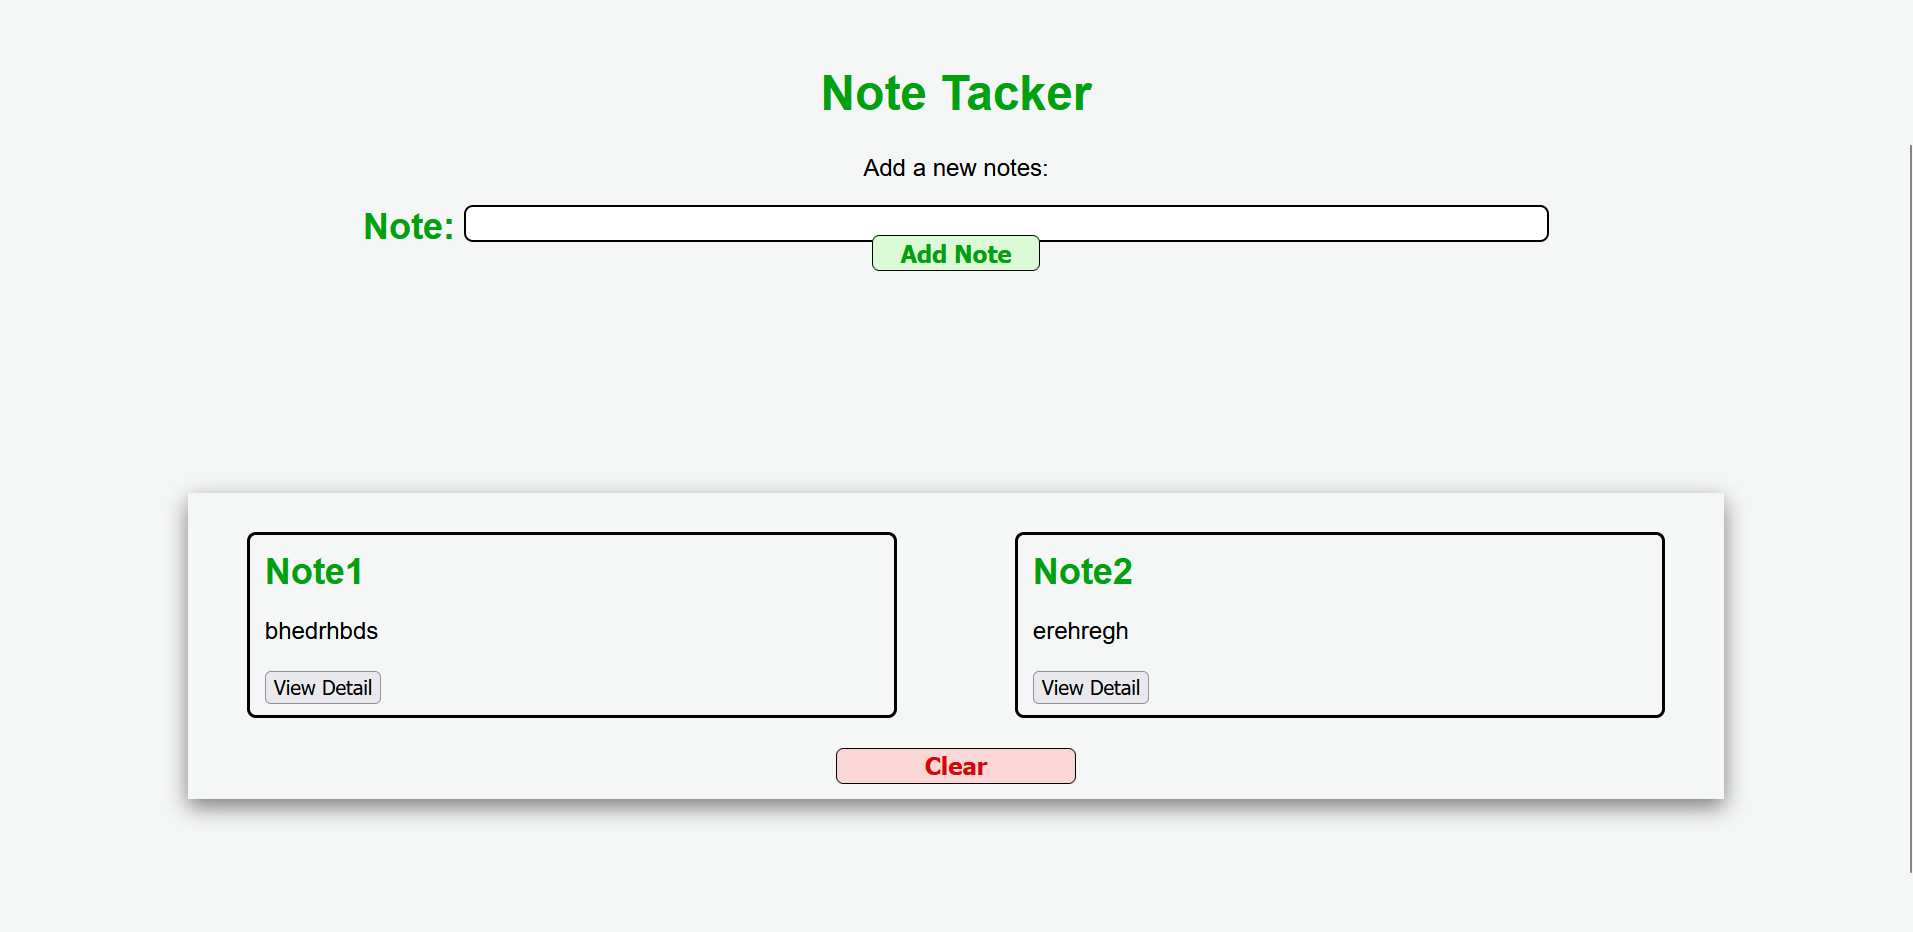 Note Tacker
Add a new notes:
Note:
Add Note
Note1
bhedrhbds
View Detail
Note2
erehregh
View Detail
Clear